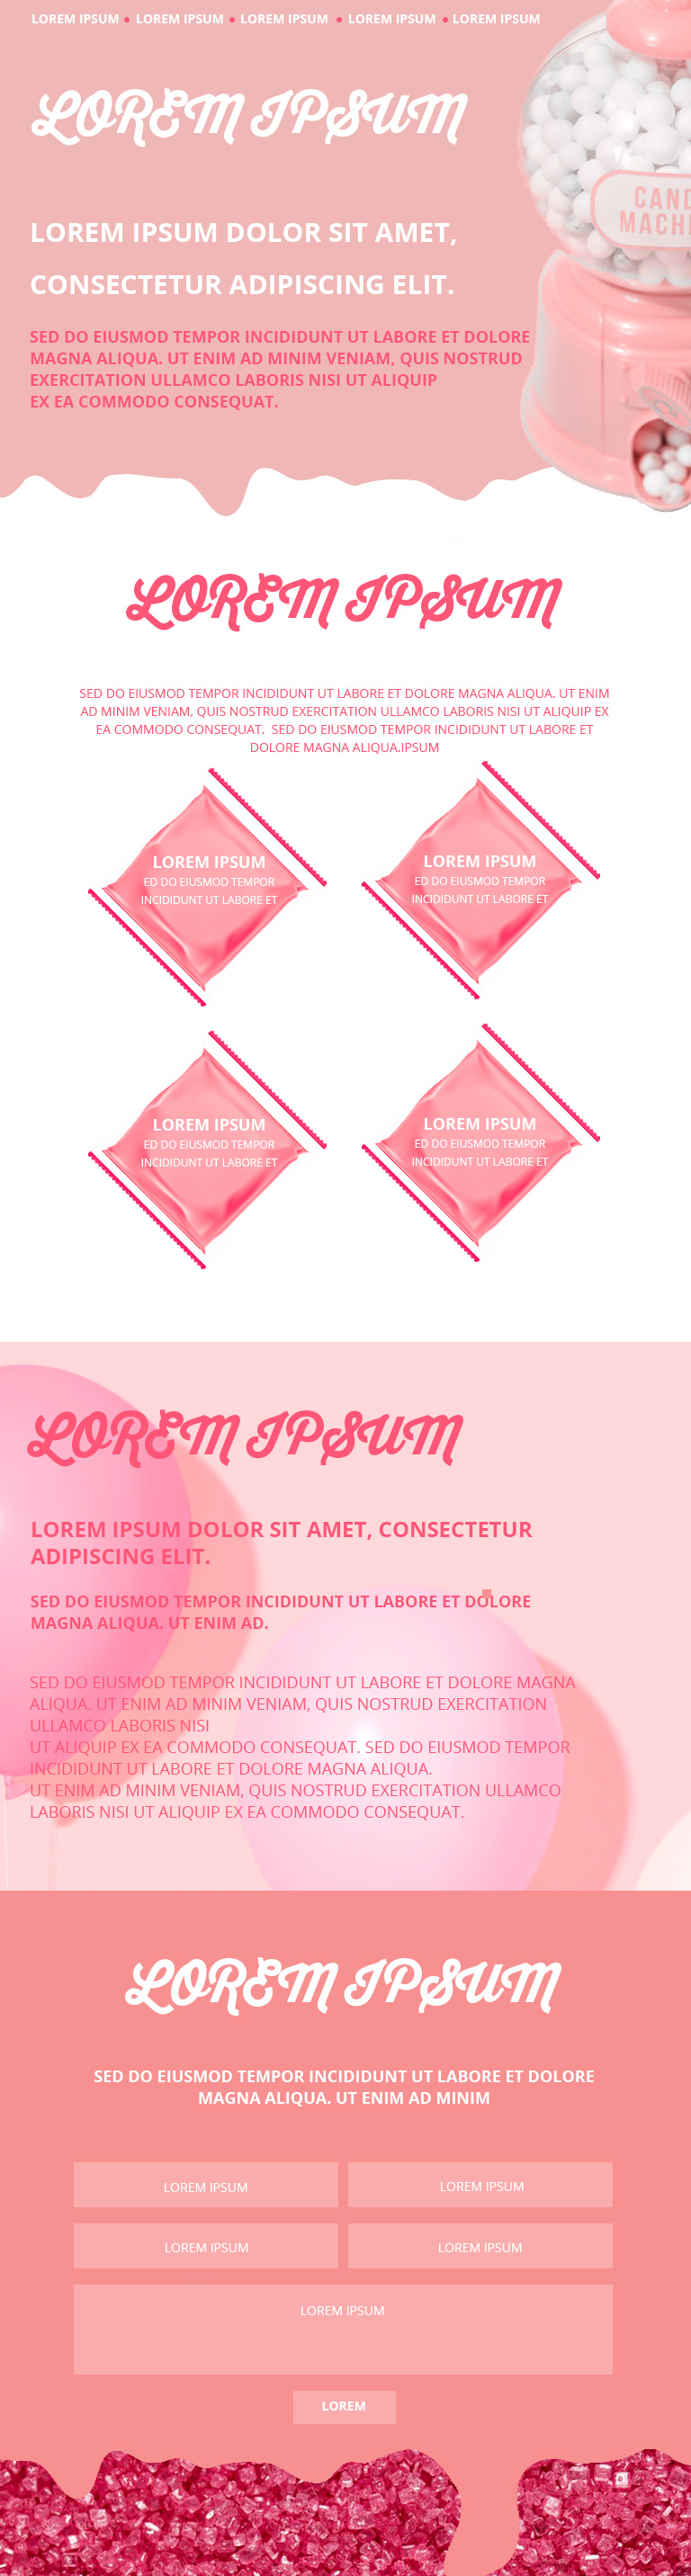 LOREM IPSUM • LOREM IPSUM • LOREM IPSUM • LOREM IPSUM • LOREM IPSUM
LOREM IPSUM
LOREM IPSUM DOLOR SIT AMET,
CONSECTETUR ADIPISCING ELIT.
SED DO EIUSMOD TEMPOR INCIDIDUNT UT LABORE ET DOLORE
MAGNA ALIQUA. UT ENIM AD MINIM VENIAM, QUIS NOSTRUD
EXERCITATION ULLAMCO LABORIS NISI UT ALIQUIP
EX EA COMMODO CONSEQUAT.
CAND
MACHI
LOREM IPSUM
SED DO EIUSMOD TEMPOR INCIDIDUNT UT LABORE ET DOLORE MAGNA ALIQUA. UT ENIM
AD MINIM VENIAM, QUIS NOSTRUD EXERCITATION ULLAMCO LABORIS NISI UT ALIQUIP EX
EA COMMODO CONSEQUAT. SED DO EIUSMOD TEMPOR INCIDIDUNT UT LABORE ET
DOLORE MAGNA ALIQUA.IPSUM
LOREM IPSUM
ED DO EIUSMOD TEMPOR
INCIDIDUNT UT LABORE ET
LOREM IPSUM
ED DO EIUSMOD TEMPOR
INCIDIDUNT UT LABORE ET
LOREM IPSUM
ED DO EIUSMOD TEMPOR
INCIDIDUNT UT LABORE ET
LOREM IPSUM
ED DO EIUSMOD TEMPOR
INCIDIDUNT UT LABORE ET
LOREM IPSUM
LOREM IPSUM DOLOR SIT AMET, CONSECTETUR
ADIPISCING ELIT.
SED DO EIUSMOD TEMPOR INCIDIDUNT UT LABORE ET DOLORE
MAGNA ALIQUA. UT ENIM AD.
SED DO EIUSMOD TEMPOR INCIDIDUNT UT LABORE ET DOLORE MAGNA
ALIQUA. UT ENIM AD MINIM VENIAM, QUIS NOSTRUD EXERCITATION
ULLAMCO LABORIS NISI
UT ALIQUIP EX EA COMMODO CONSEQUAT. SED DO EIUSMOD TEMPOR
INCIDIDUNT UT LABORE ET DOLORE MAGNA ALIQUA.
UT ENIM AD MINIM VENIAM, QUIS NOSTRUD EXERCITATION ULLAMCO
LABORIS NISI UT ALIQUIP EX EA COMMODO CONSEQUAT.
LOREM IPSUM
SED DO EIUSMOD TEMPOR INCIDIDUNT UT LABORE ET DOLORE
MAGNA ALIQUA. UT ENIM AD MINIM
LOREM IPSUM
LOREM IPSUM
LOREM IPSUM
LOREM IPSUM
LOREM IPSUM
LOREM